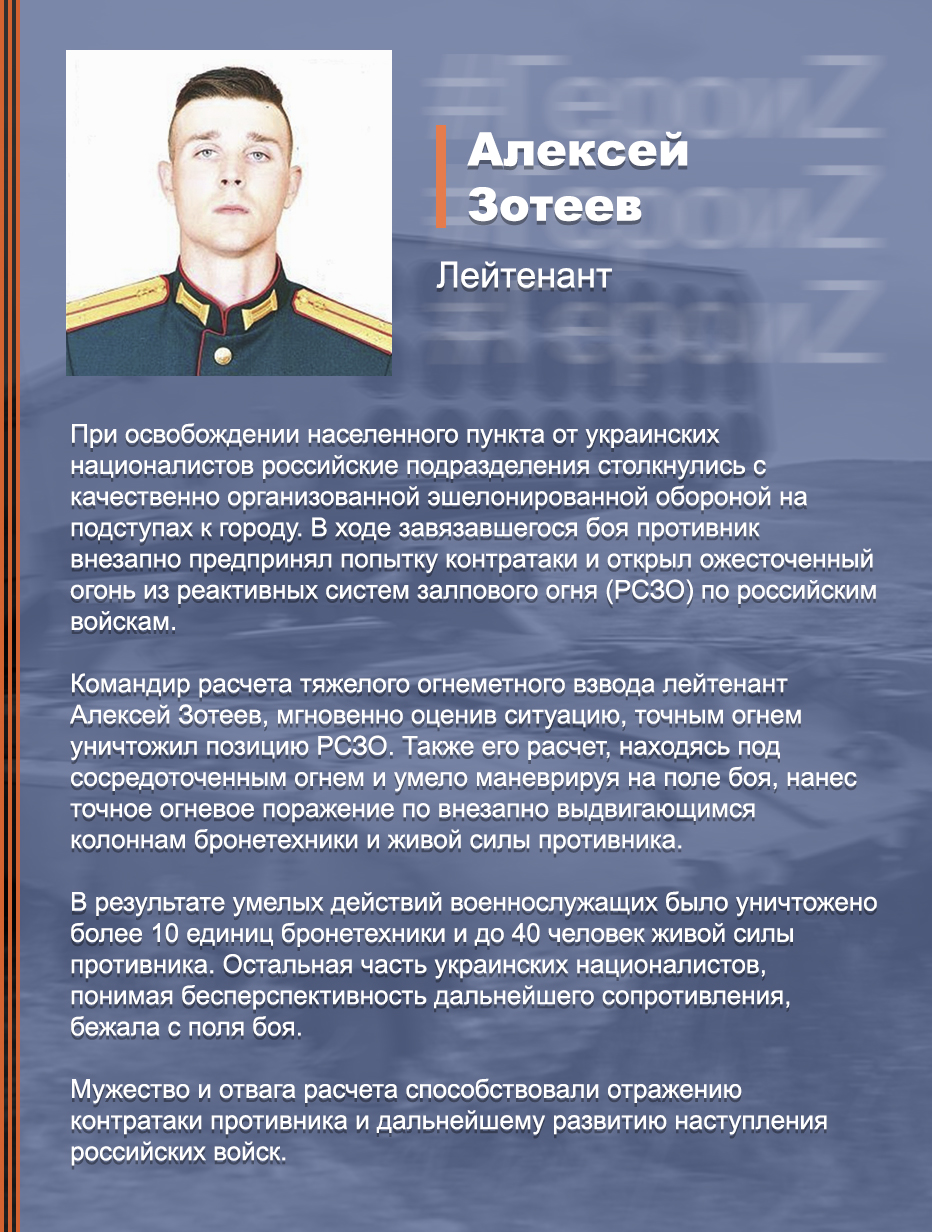 #ГероиZ
Алексей
#ГероиZ
Зотеев
Лейтенант
#ГероиZ
При освобождении населенного пункта от украинских
националистов российские подразделения столкнулись с
качественно организованной эшелонированной обороной на
подступах к городу. В ходе завязавшегося боя противник
внезапно предпринял попытку контратаки и открыл ожесточенный
огонь из реактивных систем залпового огня (РСЗО) по российским
войскам.
Командир расчета тяжелого огнеметного взвода лейтенант
Алексей Зотеев, мгновенно оценив ситуацию, точным огнем
уничтожил позицию РСЗО. Также его расчет, находясь под
сосредоточенным огнем и умело маневрируя на поле боя, нанес
точное огневое поражение по внезапно выдвигающимся
колоннам бронетехники и живой силы противника.
В результате умелых действий военнослужащих было уничтожено
более 10 единиц бронетехники и до 40 человек живой силы
противника. Остальная часть украинских националистов,
понимая бесперспективность дальнейшего сопротивления,
бежала с поля боя.
Мужество и отвага расчета способствовали отражению
контратаки противника и дальнейшему развитию наступления
российских войск.